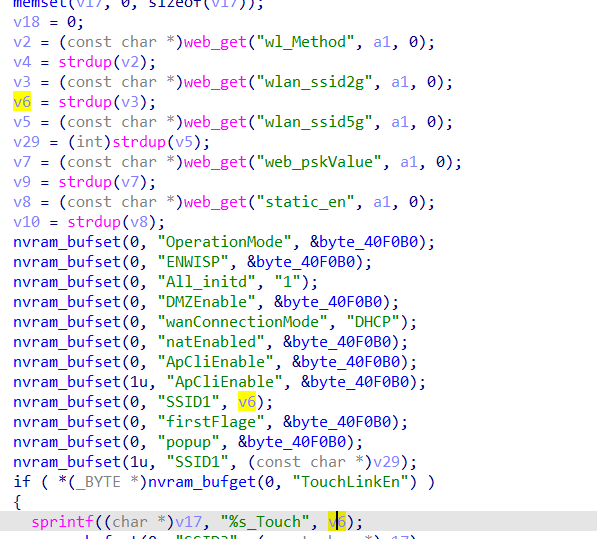 memset(v17, 0, sizeof(v17));
v18 = 0;
v2 = (const char *)web_get("wl_Method", a1, 0);
v4 = strdup(v2);
v3 = (const char *)web_get("wlan_ssid2g", a1, 0);
v6 = strdup(v3);
v5 = (const char *)web_get("wlan_ssid5g", a1, 0);
v29 = (int)strdup(v5);
v7 = (const char *)web_get("web_pskValue", a1, 0);
v9 = strdup(v7);
v8 = (const char *)web_get("static_en", a1, 0);
v10 = strdup(v8);
nvram_bufset(0, "OperationMode", &byte_40F0B0);
nvram_bufset(0, "ENWISP", &byte_40F0B0);
nvram_bufset(0, "All_initd", "1");
nvram_bufset(0, "DMZEnable", &byte_40F0B0);
nvram_bufset(0, "wanConnectionMode", "DHCP");
nvram_bufset(0, "natEnabled", &byte_40F0B0);
nvram_bufset(0, "ApCliEnable", &byte_40F0B0);
nvram_bufset(1u, "ApCliEnable", &byte_40F0B0);
nvram_bufset(0, "SSID1", v6);
nvram_bufset(0, "firstFlage", &byte_40F0B0);
nvram_bufset(0, "popup", &byte_40F0B0);
nvram_bufset(1u, "SSID1", (const char *)v29);
if ( *(_BYTE *)nvram_bufget(0, "TouchLinkEn") )
{
sprintf((char *)v17, "%s_Touch", v6);